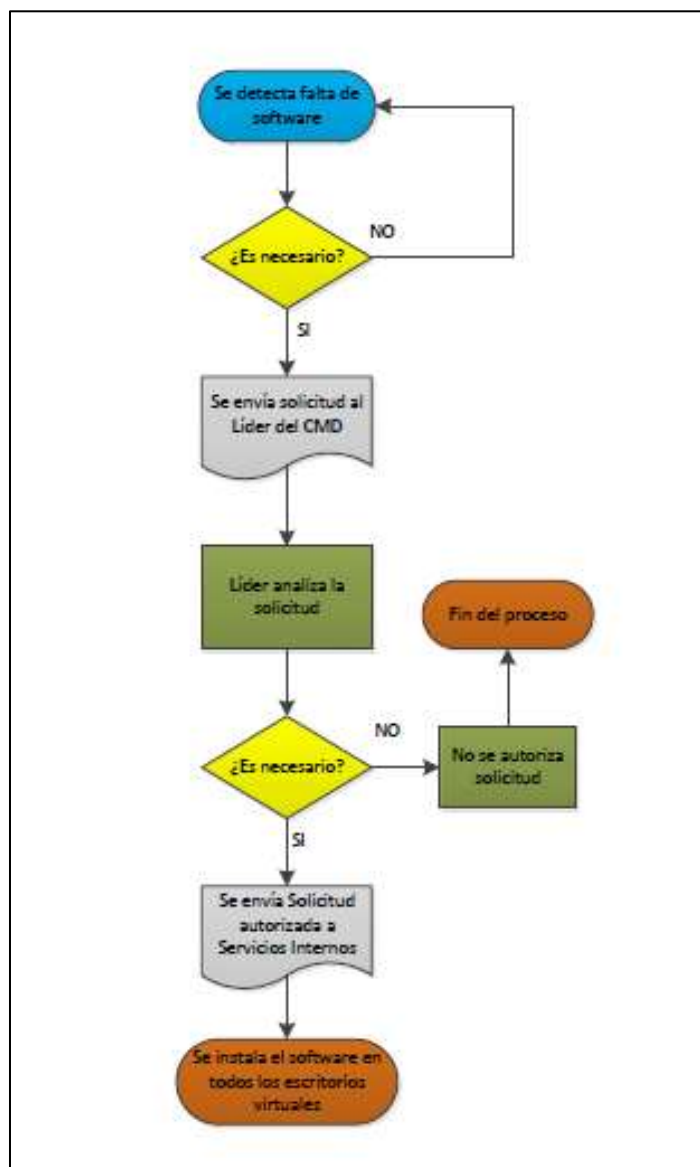 Se detecta falta de
software
¿Es necesario?
NO
SI
Se envía solicitud al
Líder del CMD
Líder analiza la
solicitud
Fin del proceso
¿Es necesario?
NO
No se autoriza
solicitud
SI
Se envía Solicitud
autorizada a
Servicios Internos
Se instala el software en
todos los escritorios
virtuales